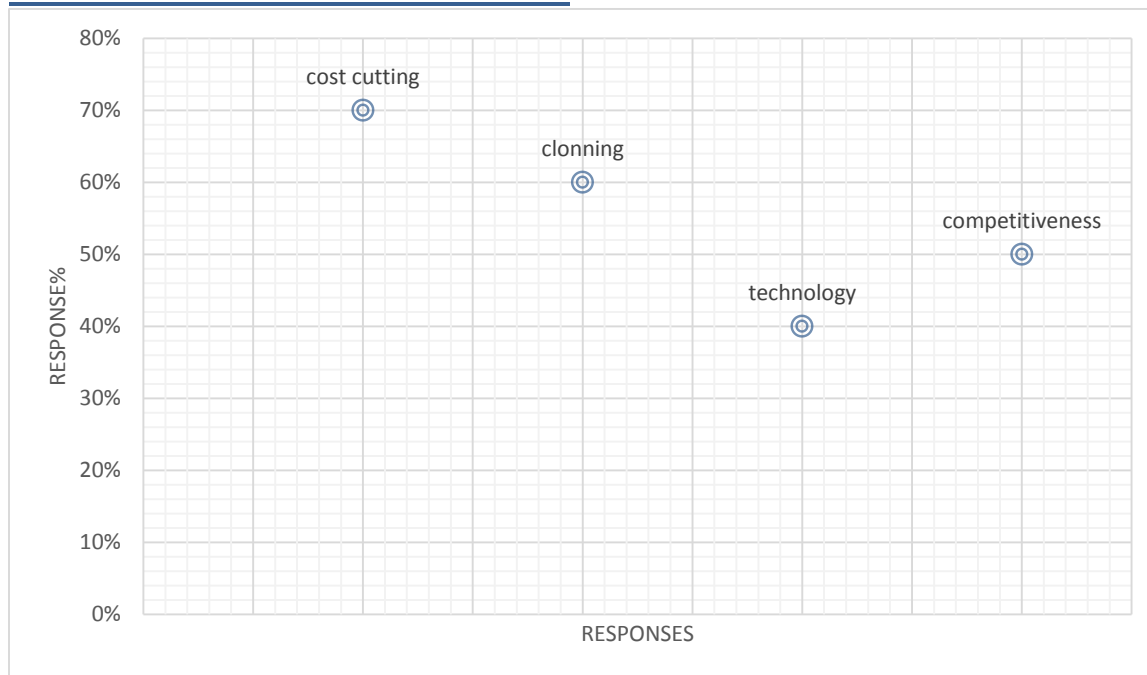 80%
cost cutting
70%
clonning
60%
competitiveness
50%
technology
40%
30%
20%
10%
0%
RESPONSE%
RESPONSES